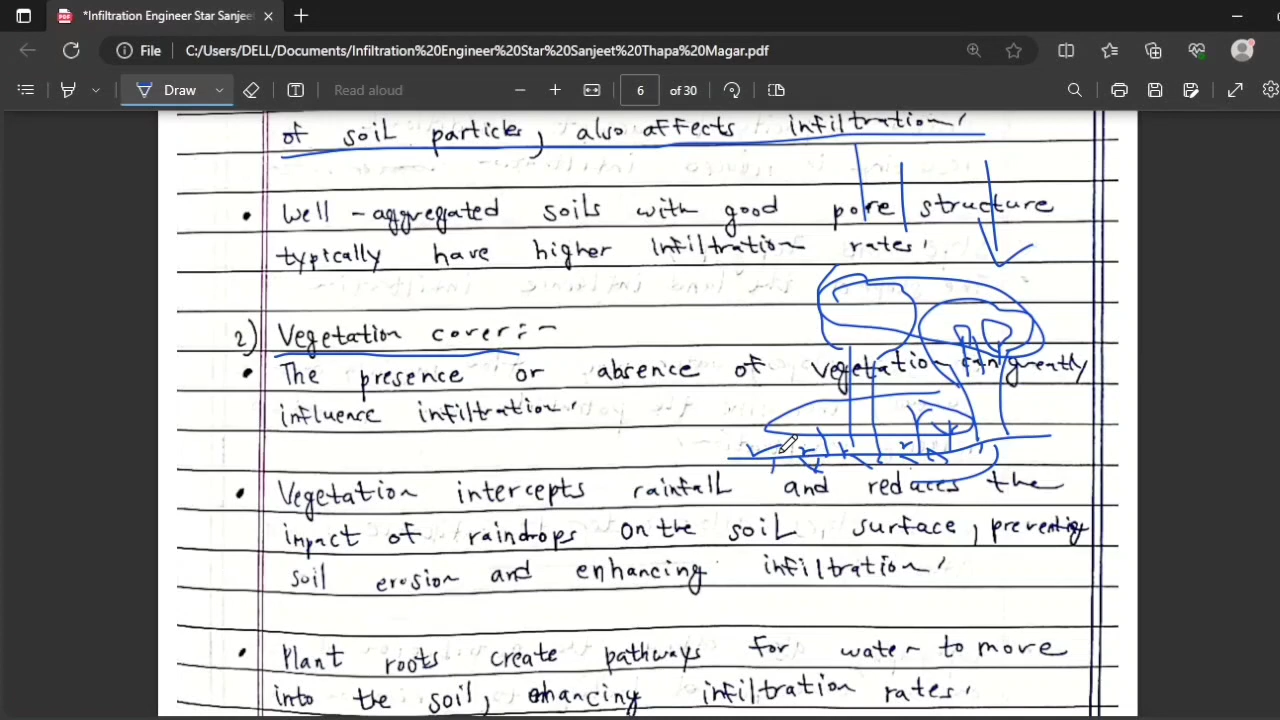 *Infiltration Engineer Star Sanjee
File C:/Users/DELL/Documents/Infiltration%20Engineer%20Star%20Sanjeet%20Thapa%20Magar.pdf
Draw Read aloud 6 of 30
of soil particles, also affects infiltration.
• Well-aggregated soils with good pore structure
typically have higher infiltration rates.
2) Vegetation cover:-
• The presence or absence of vegetation can greatly
influence infiltration.
• Vegetation intercepts rainfall and reduces the
impact of raindrops on the soil surface, preventing
soil erosion and enhancing infiltration.
• Plant roots create pathways for water to move
into the soil, enhancing infiltration rates.